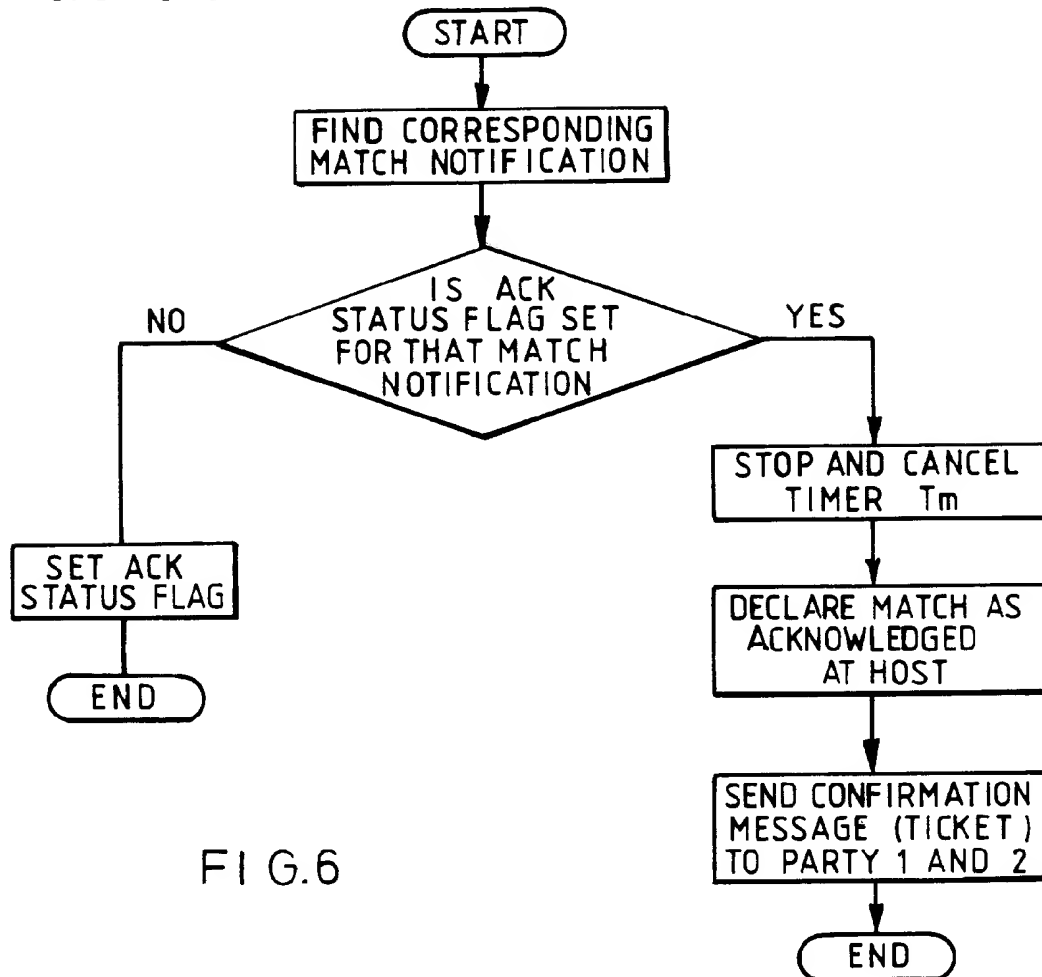 START
FIND CORRESPONDING
MATCH NOTIFICATION
IS ACK
STATUS FLAG SET
FOR THAT MATCH
NOTIFICATION
NO
YES
SET ACK
STATUS FLAG
END
STOP AND CANCEL
TIMER Tm
DECLARE MATCH AS
ACKNOWLEDGED
AT HOST
SEND CONFIRMATION
MESSAGE (TICKET)
TO PARTY 1 AND 2
END
FIG.6